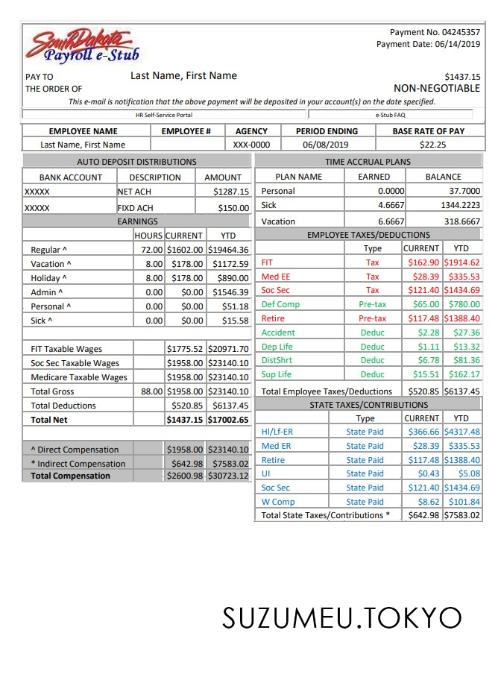 South Dakota
Payroll e-Stub
Payment No. 04245357
Payment Date: 06/14/2019
PAY TO
THE ORDER OF
Last Name, First Name
$1437.15
NON-NEGOTIABLE
This e-mail is notification that the above payment will be deposited in your account(s) on the date specified.
HR Self-Service Portal e-Stub FAQ
EMPLOYEE NAME EMPLOYEE # AGENCY PERIOD ENDING BASE RATE OF PAY
Last Name, First Name XXX-0000 06/08/2019 $22.25
AUTO DEPOSIT DISTRIBUTIONS
BANK ACCOUNT DESCRIPTION AMOUNT
XXXXX NET ACH $1287.15
XXXXX FIXD ACH $150.00
EARNINGS
HOURS CURRENT YTD
Regular ^ 72.00 $1602.00 $19464.36
Vacation ^ 8.00 $178.00 $1172.59
Holiday ^ 8.00 $178.00 $890.00
Admin ^ 0.00 $0.00 $1546.39
Personal ^ 0.00 $0.00 $51.18
Sick ^ 0.00 $0.00 $15.58
FIT Taxable Wages $1775.52 $20971.70
Soc Sec Taxable Wages $1958.00 $23140.10
Medicare Taxable Wages $1958.00 $23140.10
Total Gross 88.00 $1958.00 $23140.10
Total Deductions $520.85 $6137.45
Total Net $1437.15 $17002.65
^ Direct Compensation $1958.00 $23140.10
* Indirect Compensation $642.98 $7583.02
Total Compensation $2600.98 $30723.12
TIME ACCRUAL PLANS
PLAN NAME EARNED BALANCE
Personal 0.0000 37.7000
Sick 4.6667 1344.2223
Vacation 6.6667 318.6667
EMPLOYEE TAXES/DEDUCTIONS
Type CURRENT YTD
FIT Tax $162.90 $1914.62
Med EE Tax $28.39 $335.53
Soc Sec Tax $121.40 $1434.69
Def Comp Pre-tax $65.00 $780.00
Retire Pre-tax $117.48 $1388.40
Accident Deduc $2.28 $27.36
Dep Life Deduc $1.11 $13.32
DistShrt Deduc $6.78 $81.36
Sup Life Deduc $15.51 $162.17
Total Employee Taxes/Deductions $520.85 $6137.45
STATE TAXES/CONTRIBUTIONS
Type CURRENT YTD
HI/LF-ER State Paid $366.66 $4317.48
Med ER State Paid $28.39 $335.53
Retire State Paid $117.48 $1388.40
UI State Paid $0.43 $5.08
Soc Sec State Paid $121.40 $1434.69
W Comp State Paid $8.62 $101.84
Total State Taxes/Contributions * $642.98 $7583.02
SUZUMEU.TOKYO